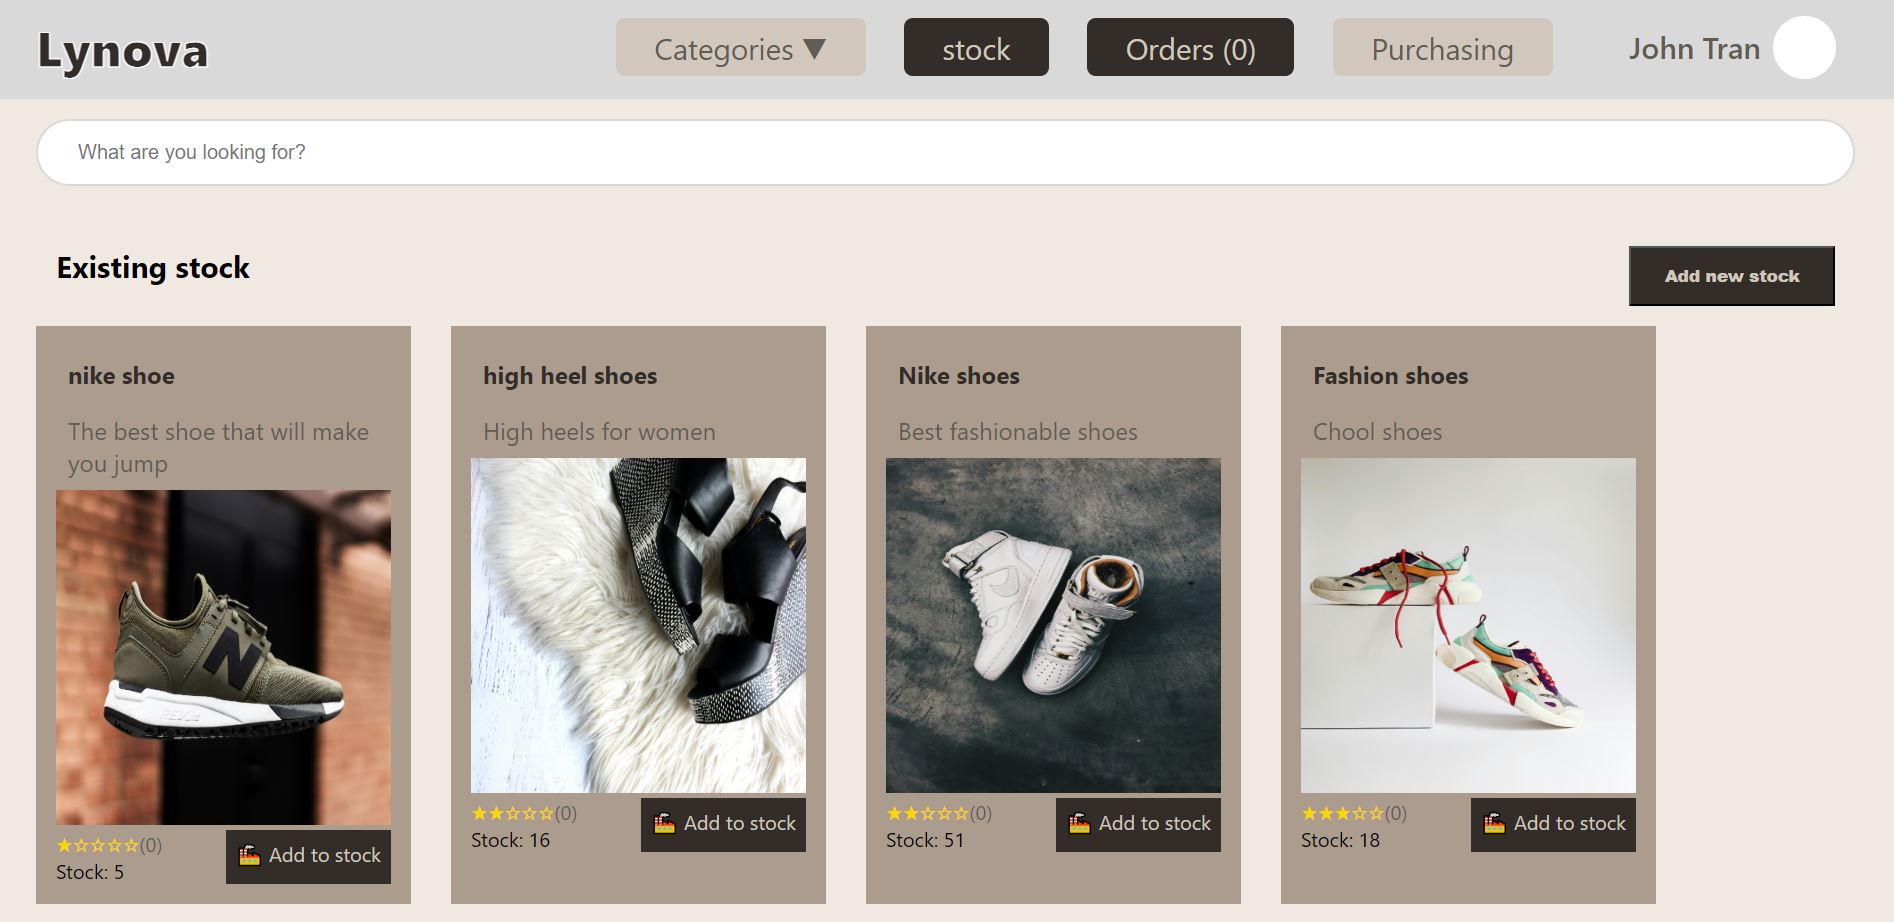 Lynova
Categories ▼
stock
Orders (0)
Purchasing
John Tran
What are you looking for?
Existing stock
Add new stock
nike shoe
The best shoe that will make
you jump
N
★☆☆☆☆(0)
Stock: 5
Add to stock
high heel shoes
High heels for women
★★☆☆☆(0)
Stock: 16
Add to stock
Nike shoes
Best fashionable shoes
★★☆☆☆(0)
Stock: 51
Add to stock
Fashion shoes
Chool shoes
★★★☆☆(0)
Stock: 18
Add to stock